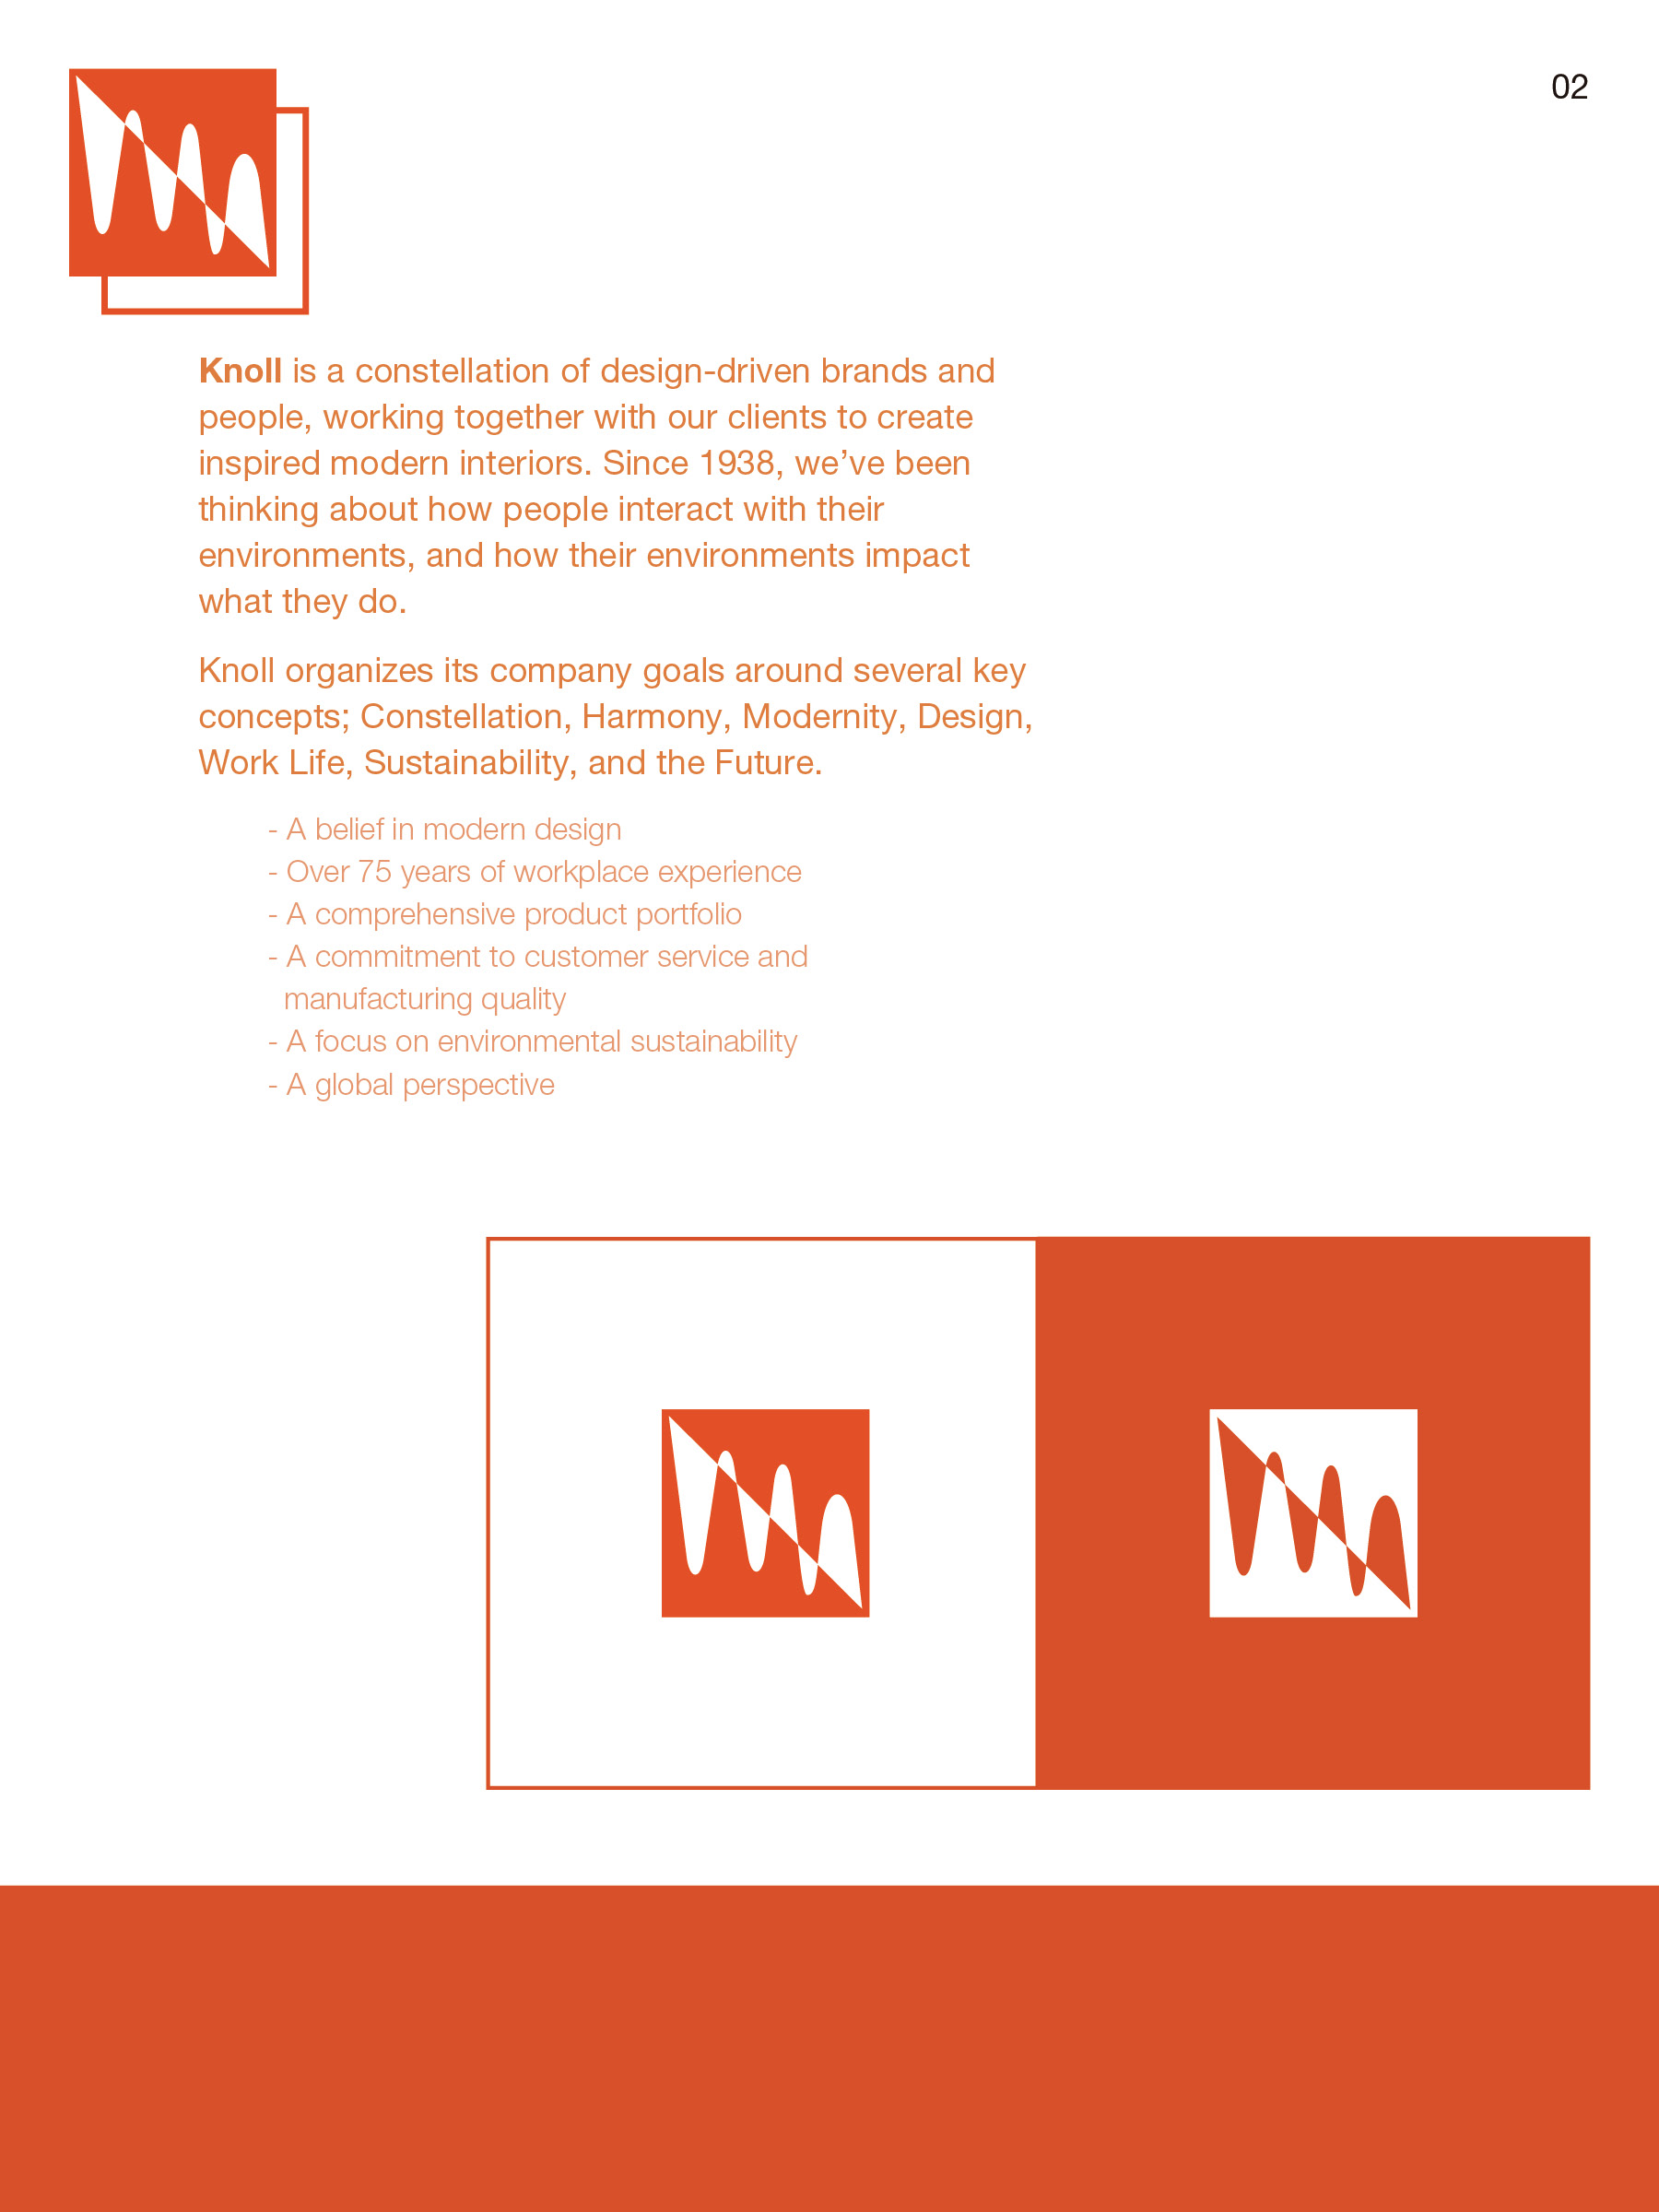 02
Knoll is a constellation of design-driven brands and
people, working together with our clients to create
inspired modern interiors. Since 1938, we’ve been
thinking about how people interact with their
environments, and how their environments impact
what they do.
Knoll organizes its company goals around several key
concepts; Constellation, Harmony, Modernity, Design,
Work Life, Sustainability, and the Future.
- A belief in modern design
- Over 75 years of workplace experience
- A comprehensive product portfolio
- A commitment to customer service and
manufacturing quality
- A focus on environmental sustainability
- A global perspective